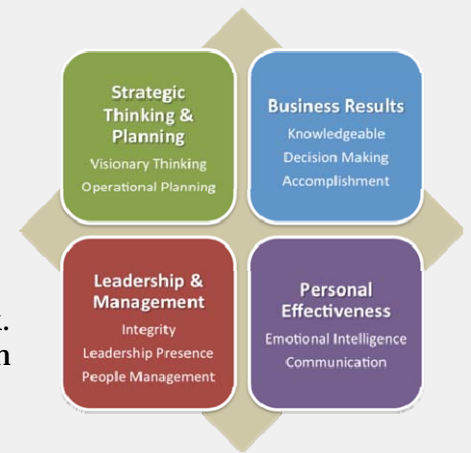 Strategic
Thinking &
Planning
Visionary Thinking
Operational Planning
Business Results
Knowledgeable
Decision Making
Accomplishment
Leadership &
Management
Integrity
Leadership Presence
People Management
Personal
Effectiveness
Emotional Intelligence
Communication